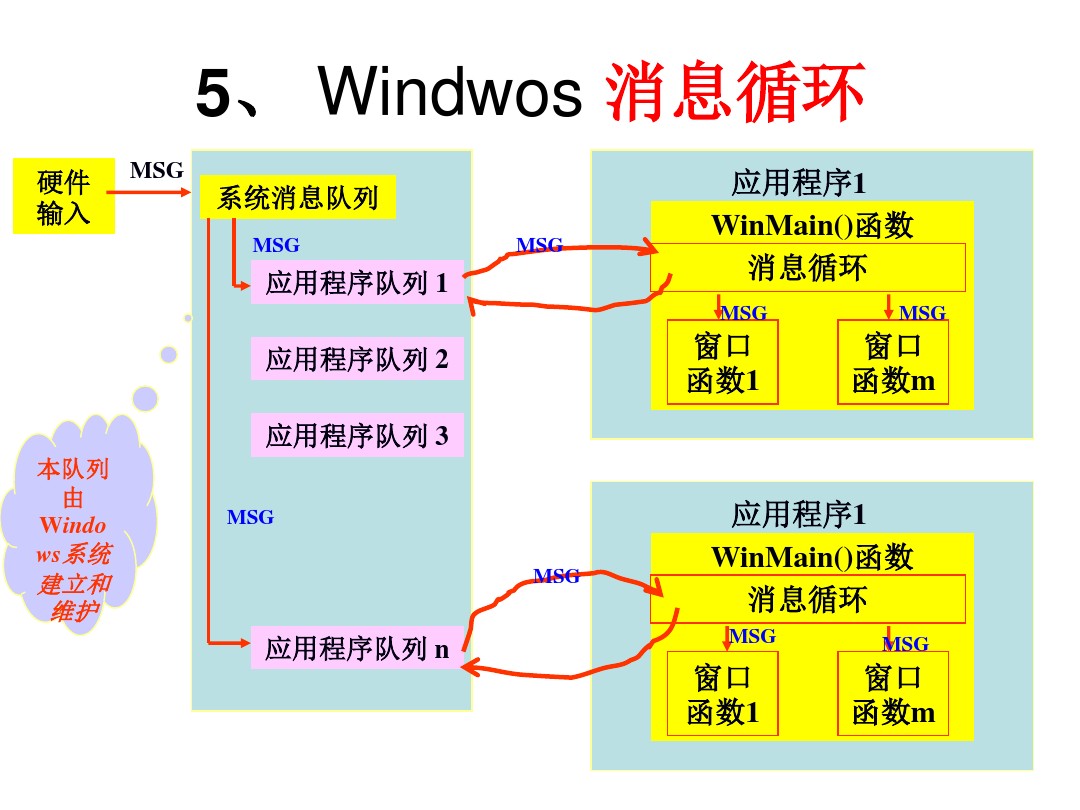 5、 Windwos 消息循环
硬件
输入
MSG
系统消息队列
MSG
应用程序队列 1
应用程序队列 2
应用程序队列 3
MSG
应用程序队列 n
本队列
由
Windo
ws系统
建立和
维护
MSG
应用程序1
WinMain()函数
消息循环
MSG
MSG
窗口
函数1
窗口
函数m
MSG
应用程序1
WinMain()函数
消息循环
MSG
MSG
窗口
函数1
窗口
函数m